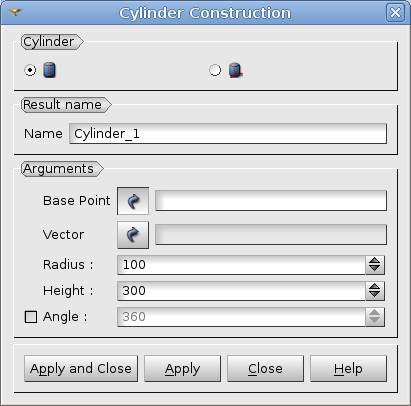 Cylinder Construction
Cylinder
Result name
Name Cylinder_1
Arguments
Base Point
Vector
Radius : 100
Height : 300
Angle : 360
Apply and Close Apply Close Help